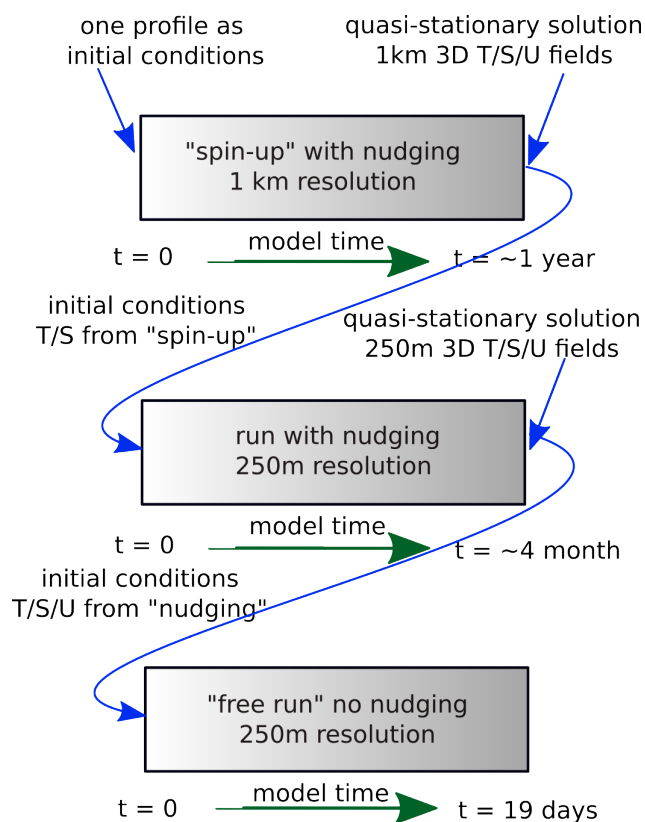 one profile as
initial conditions
quasi-stationary solution
1km 3D T/S/U fields
"spin-up" with nudging
1 km resolution
t = 0
model time
t = ~1 year
initial conditions
T/S from "spin-up"
quasi-stationary solution
250m 3D T/S/U fields
run with nudging
250m resolution
t = 0
model time
t = ~4 month
initial conditions
T/S/U from "nudging"
"free run" no nudging
250m resolution
t = 0
model time
t = 19 days